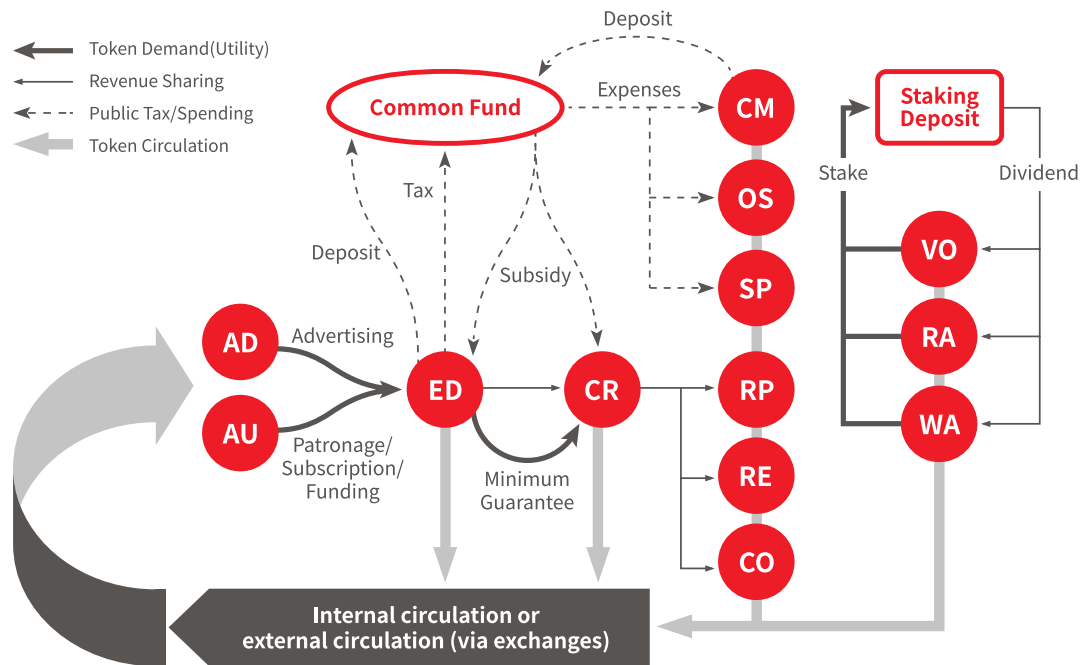 Token Demand(Utility)
Revenue Sharing
Public Tax/Spending
Token Circulation
Deposit
Common Fund
Expenses
CM
Staking
Deposit
Tax
OS
Stake
Dividend
Deposit
Subsidy
SP
VO
AD
Advertising
RA
ED
CR
RP
WA
AU
Patronage/
Subscription/
Funding
Minimum
Guarantee
RE
CO
Internal circulation or
external circulation (via exchanges)